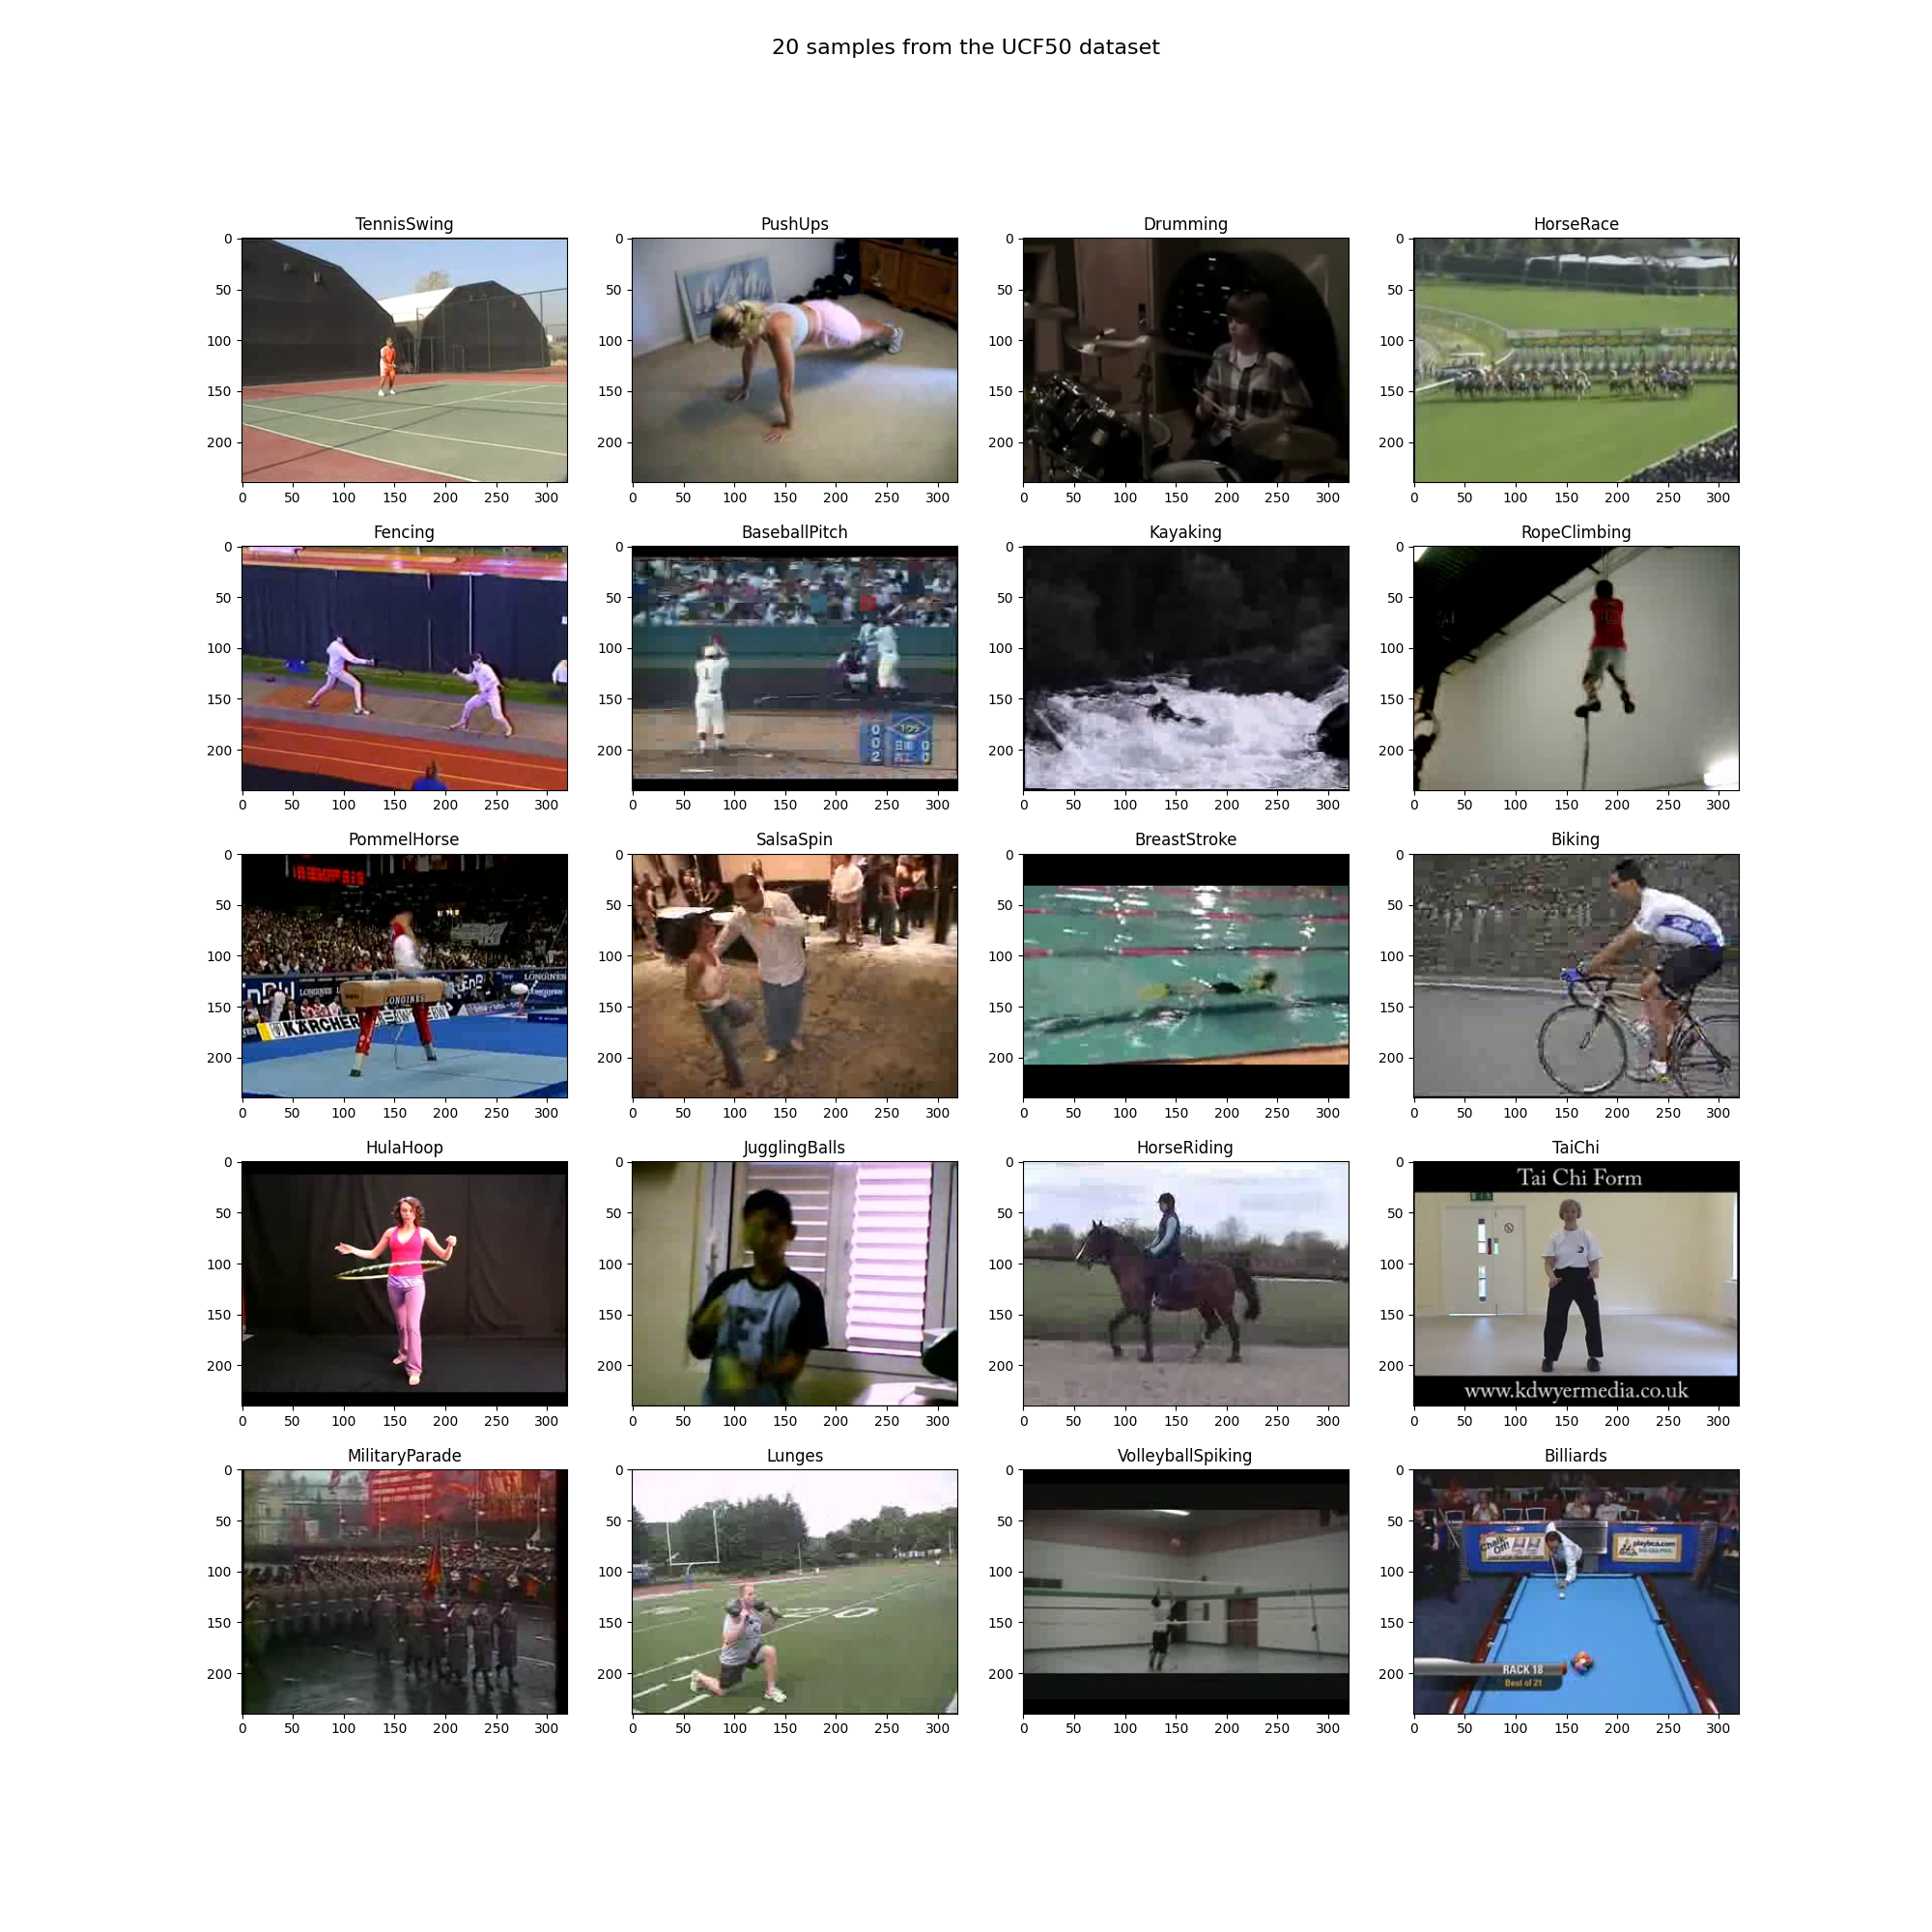 20 samples from the UCF50 dataset
TennisSwing
PushUps
Drumming
HorseRace
0 50 100 150 200
0 50 100 150 200 250 300
0 50 100 150 200
0 50 100 150 200 250 300
0 50 100 150 200
0 50 100 150 200 250 300
0 50 100 150 200
0 50 100 150 200 250 300
Fencing
BaseballPitch
Kayaking
RopeClimbing
0 50 100 150 200
0 50 100 150 200 250 300
0 50 100 150 200
0
0
2
0
0
0 50 100 150 200 250 300
0 50 100 150 200
0 50 100 150 200 250 300
0 50 100 150 200
0 50 100 150 200 250 300
PommelHorse
SalsaSpin
BreastStroke
Biking
0 50 100 150 200
LONGINES
LONGINES
LONGINES
KÄRCHER
0 50 100 150 200 250 300
0 50 100 150 200
0 50 100 150 200 250 300
0 50 100 150 200
0 50 100 150 200 250 300
0 50 100 150 200
0 50 100 150 200 250 300
HulaHoop
JugglingBalls
HorseRiding
TaiChi
0 50 100 150 200
0 50 100 150 200 250 300
0 50 100 150 200
0 50 100 150 200 250 300
0 50 100 150 200
0 50 100 150 200 250 300
0 50 100 150 200
Tai Chi Form
www.kdwyermedia.co.uk
0 50 100 150 200 250 300
MilitaryParade
Lunges
VolleyballSpiking
Billiards
0 50 100 150 200
0 50 100 150 200 250 300
0 50 100 150 200
20
0 50 100 150 200 250 300
0 50 100 150 200
0 50 100 150 200 250 300
0 50 100 150 200
playbca.com
RACK 18
Best of 21
0 50 100 150 200 250 300